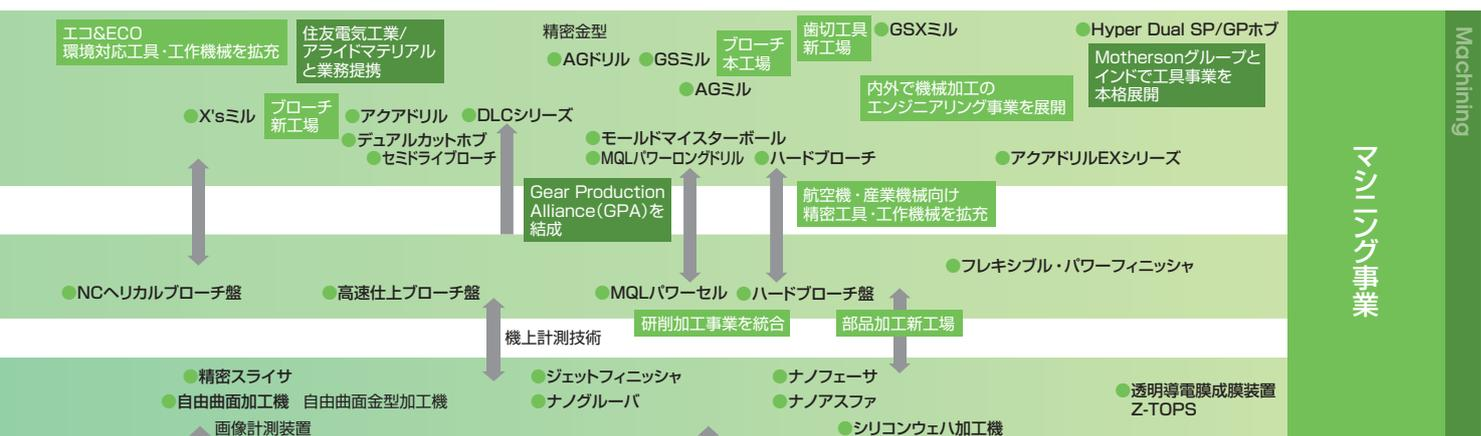 エコ&ECO
環境対応工具・工作機械を拡充
住友電気工業/
アライドマテリアル
と業務提携
精密金型
AGドリル
GSミル
ブローチ
本工場
歯切工具
新工場
GSXミル
Hyper Dual SP/GPホブ
Mothersonグループと
インドで工具事業を
本格展開
AGミル
内外で機械加工の
エンジニアリング事業を展開
X'sミル
ブローチ
新工場
アクアドリル
DLCシリーズ
デュアルカットホブ
セミドライブローチ
モールドマイスターボール
MQLパワーロングドリル
ハードブローチ
アクアドリルEXシリーズ
Gear Production
Alliance(GPA)を
結成
航空機・産業機械向け
精密工具・工作機械を拡充
フレキシブル・パワーフィニッシャ
NCヘリカルブローチ盤
高速仕上ブローチ盤
MQLパワーセル
ハードブローチ盤
研削加工事業を統合
部品加工新工場
機上計測技術
精密スライサ
ジェットフィニッシャ
ナノフェーサ
自由曲面加工機
自由曲面金型加工機
ナノグルーバ
ナノアスファ
透明導電膜成膜装置
Z-TOPS
画像計測装置
シリコンウェハ加工機
マシニング事業
Machining